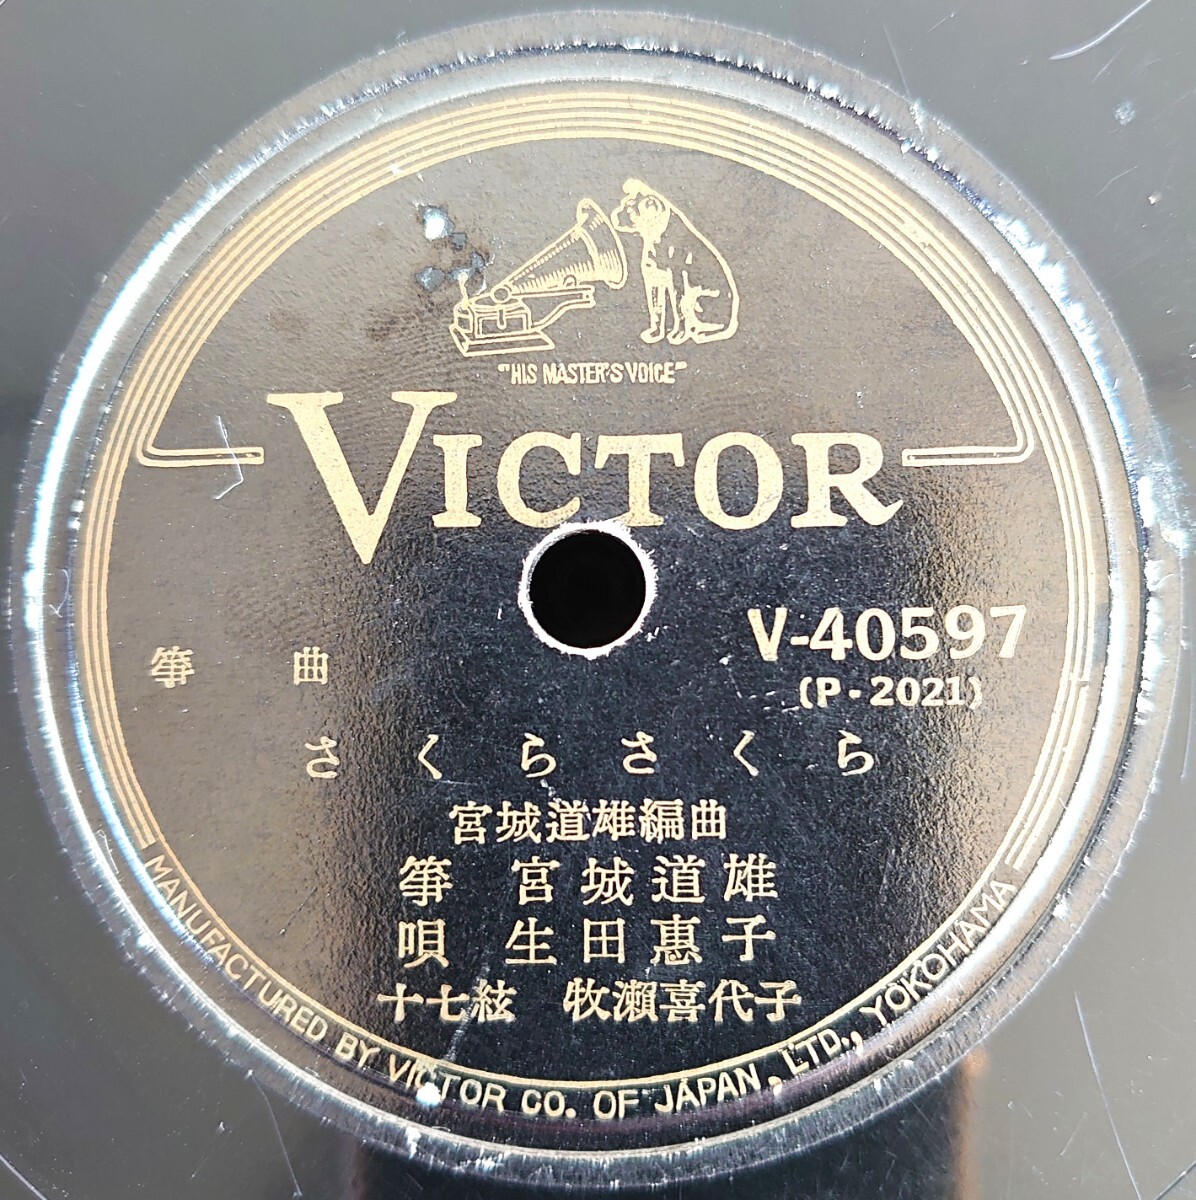 "HIS MASTER'S VOICE"
VICTOR
V-40597
(P-2021)
箏曲
さくらさくら
宮城道雄編曲
箏 宮城道雄
唄 生田惠子
十七絃 牧瀨喜代子
MANUFACTURED BY VICTOR CO. OF JAPAN, LTD., YOKOHAMA